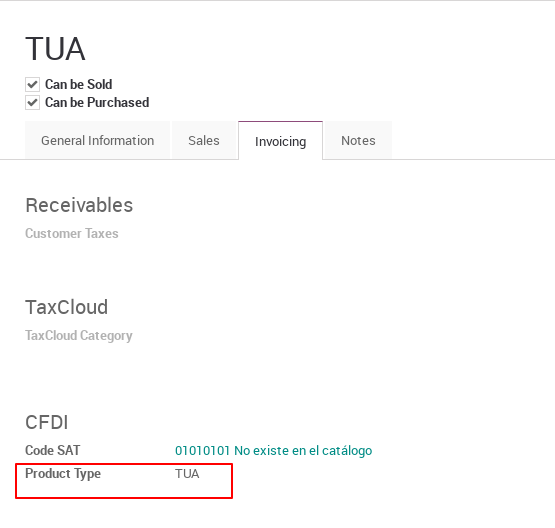 TUA
Can be Sold
Can be Purchased
General Information Sales Invoicing Notes
Receivables
Customer Taxes
TaxCloud
TaxCloud Category
CFDI
Code SAT 01010101 No existe en el catálogo
Product Type TUA